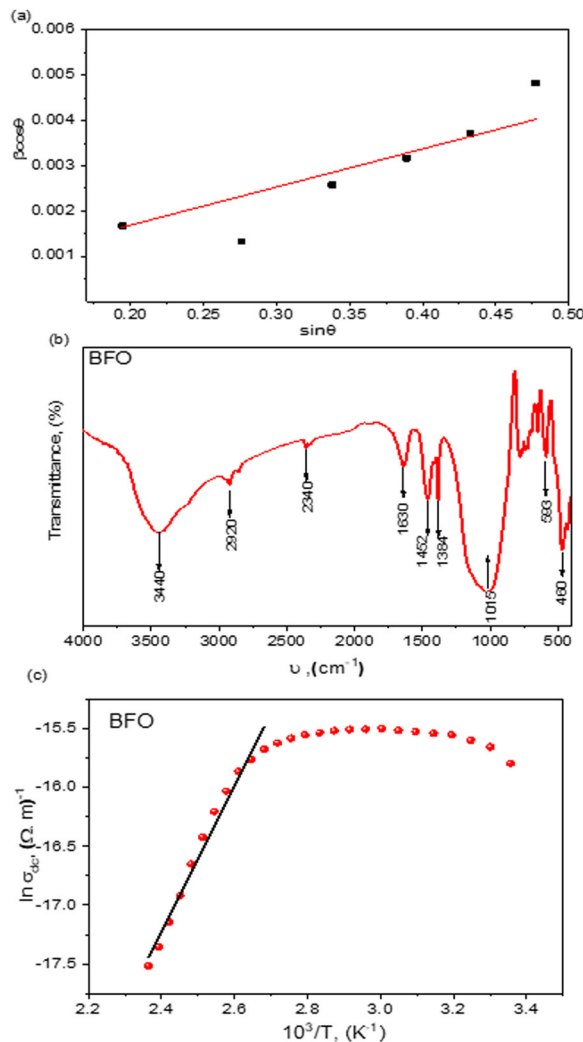 (a)
0.006
0.005
0.004
0.003
0.002
0.001
βcosθ
0.20 0.25 0.30 0.35 0.40 0.45 0.50
sinθ
(b)
BFO
Transmittance, (%)
3440
2920
2340
1630
1452
1384
1015
593
460
4000 3500 3000 2500 2000 1500 1000 500
υ ,(cm⁻¹)
(c)
BFO
-15.5
-16.0
-16.5
-17.0
-17.5
ln σdc, (Ω. m)⁻¹
2.2 2.4 2.6 2.8 3.0 3.2 3.4
10³/T, (K⁻¹)